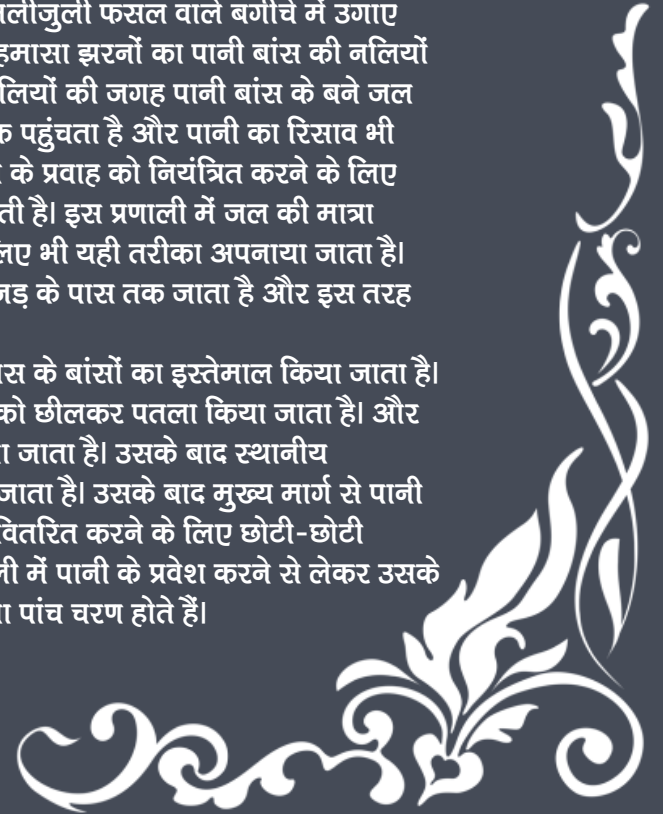 लीजुली फसल वाले बगीचे में उगाए
हमासा झरनों का पानी बांस की नलियों
लियों की जगह पानी बांस के बने जल
क पहुंचता है और पानी का रिसाव भी
के प्रवाह को नियंत्रित करने के लिए
ती है। इस प्रणाली में जल की मात्रा
लिए भी यही तरीका अपनाया जाता है।
जड़ के पास तक जाता है और इस तरह
स के बांसों का इस्तेमाल किया जाता है।
को छीलकर पतला किया जाता है। और
ा जाता है। उसके बाद स्थानीय
जाता है। उसके बाद मुख्य मार्ग से पानी
वितरित करने के लिए छोटी-छोटी
ली में पानी के प्रवेश करने से लेकर उसके
ा पांच चरण होते हैं।